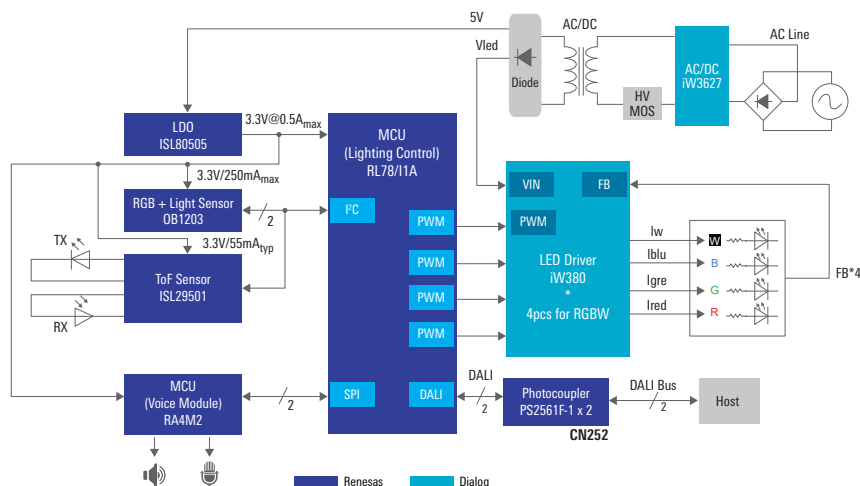 5V
AC/DC
AC Line
Vled
Diode
AC/DC
iW3627
HV
MOS
LDO
ISL80505
3.3V@0.5Amax
MCU
(Lighting Control)
RL78/I1A
3.3V/250mAmax
RGB + Light Sensor
OB1203
2
I²C
VIN
FB
PWM
PWM
TX
3.3V/55mAtyp
ToF Sensor
ISL29501
RX
PWM
PWM
PWM
LED Driver
iW380
*
4pcs for RGBW
Iw
W
Iblu
B
Igre
G
Ired
R
FB*4
MCU
(Voice Module)
RA4M2
2
SPI
DALI
DALI
2
Photocoupler
PS2561F-1 x 2
CN252
DALI Bus
2
Host
Renesas
Dialog